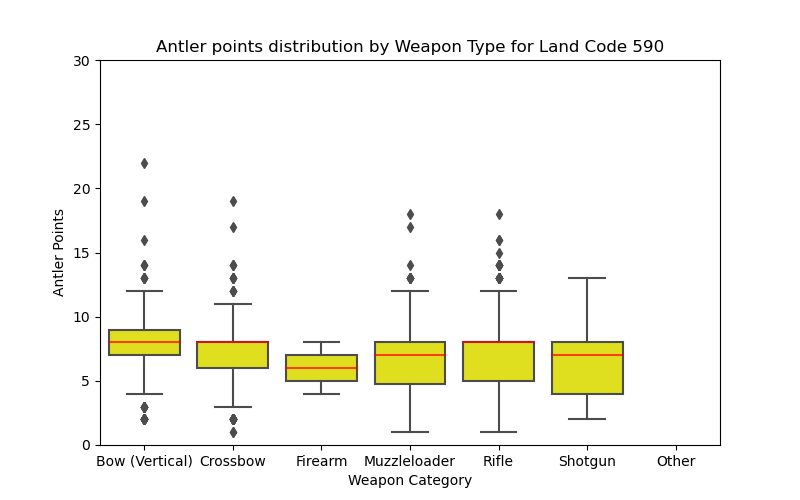 Antler points distribution by Weapon Type for Land Code 590
30
25
20
15
10
5
0
Antler Points
Bow (Vertical) Crossbow Firearm Muzzleloader Rifle Shotgun Other
Weapon Category